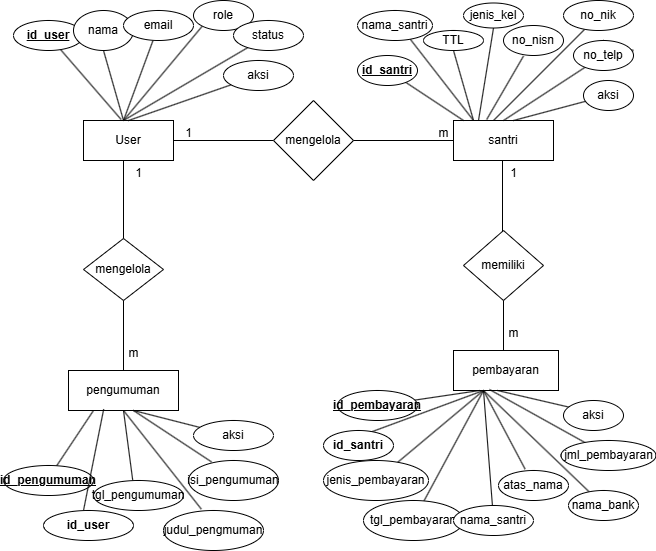 id_user
nama
email
role
status
aksi
nama_santri
TTL
jenis_kel
no_nisn
no_nik
no_telp
id_santri
aksi
User
1
mengelola
m
santri
1
1
mengelola
memiliki
m
m
pengumuman
pembayaran
id_pengumuman
id_user
tgl_pengumuman
judul_pengmuman
si_pengumuman
aksi
id_pembayaran
id_santri
jenis_pembayaran
tgl_pembayaran
nama_santri
atas_nama
nama_bank
jml_pembayaran
aksi